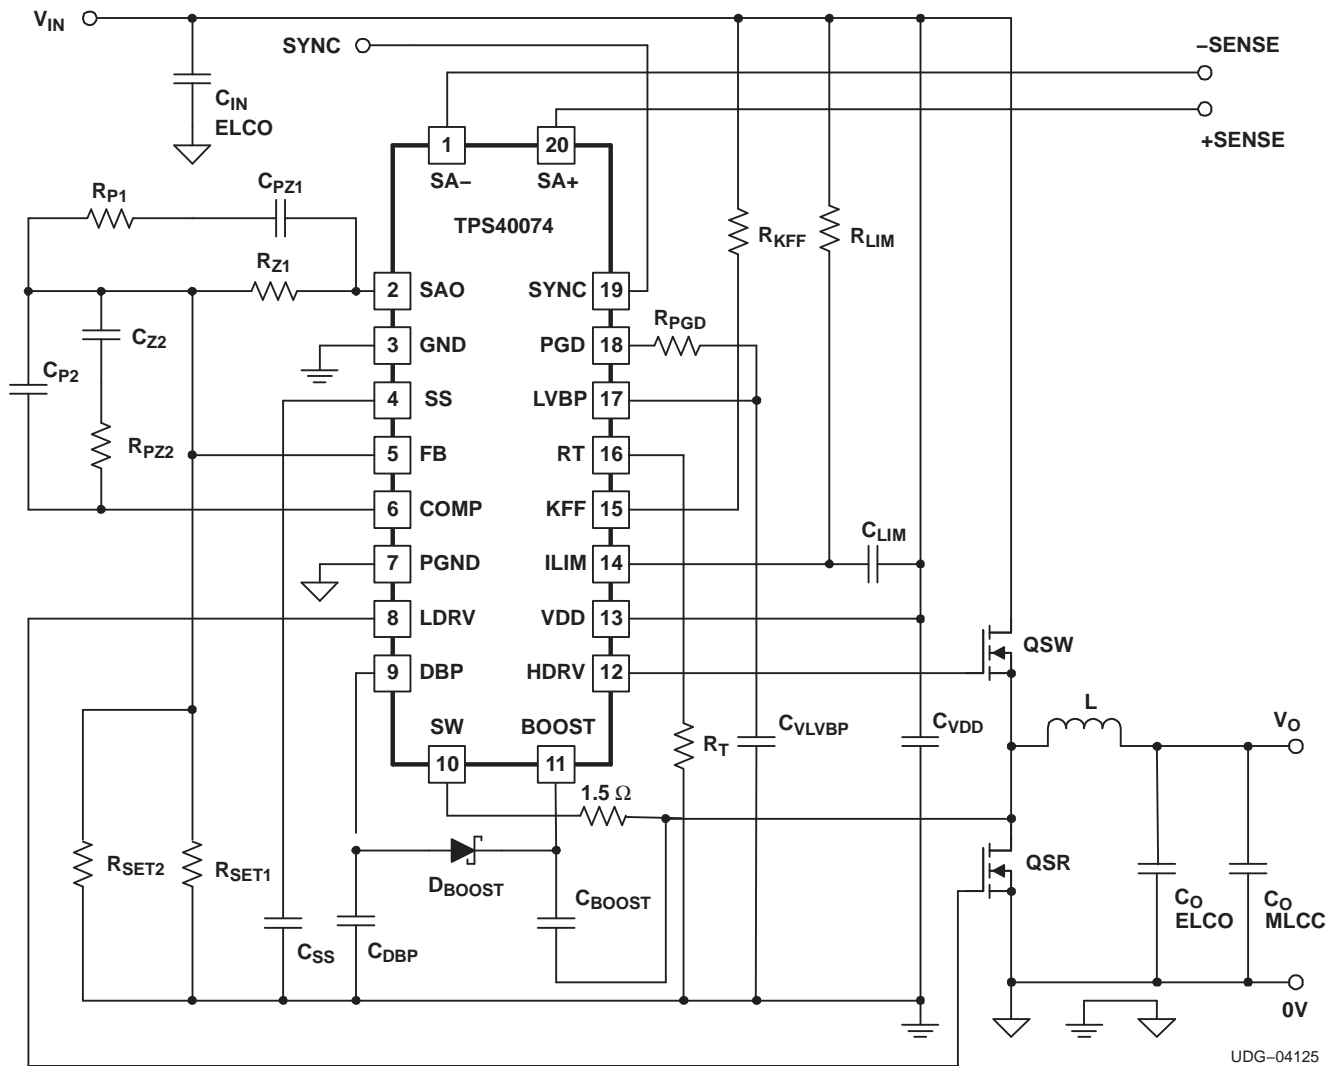 VIN
SYNC
–SENSE
+SENSE
CIN
ELCO
1
20
SA–
SA+
TPS40074
RP1
CPZ1
RKFF
RLIM
RZ1
2
SAO
SYNC
19
CZ2
3
GND
RPGD
PGD
18
CP2
4
SS
LVBP
17
RPZ2
5
FB
RT
16
6
COMP
KFF
15
CLIM
7
PGND
ILIM
14
8
LDRV
VDD
13
QSW
9
DBP
HDRV
12
SW
BOOST
L
VO
10
11
RT
CVLVBP
CVDD
1.5 Ω
RSET2
RSET1
DBOOST
QSR
CBOOST
CO
ELCO
CO
MLCC
CSS
CDBP
0V
UDG–04125